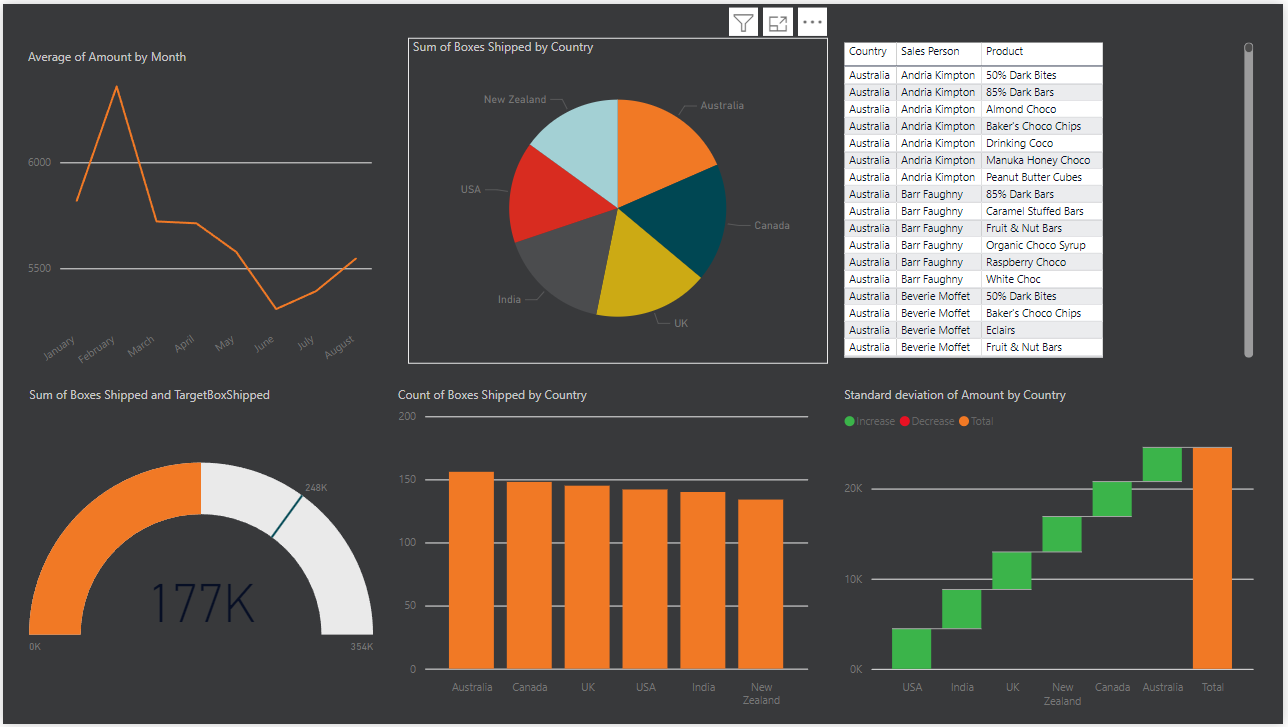 Average of Amount by Month
6000
5500
January
February
March
April
May
June
July
August
Sum of Boxes Shipped by Country
New Zealand
Australia
USA
Canada
India
UK
Country Sales Person Product
Australia Andria Kimpton 50% Dark Bites
Australia Andria Kimpton 85% Dark Bars
Australia Andria Kimpton Almond Choco
Australia Andria Kimpton Baker's Choco Chips
Australia Andria Kimpton Drinking Coco
Australia Andria Kimpton Manuka Honey Choco
Australia Andria Kimpton Peanut Butter Cubes
Australia Barr Faughny 85% Dark Bars
Australia Barr Faughny Caramel Stuffed Bars
Australia Barr Faughny Fruit & Nut Bars
Australia Barr Faughny Organic Choco Syrup
Australia Barr Faughny Raspberry Choco
Australia Barr Faughny White Choc
Australia Beverie Moffet 50% Dark Bites
Australia Beverie Moffet Baker's Choco Chips
Australia Beverie Moffet Eclairs
Australia Beverie Moffet Fruit & Nut Bars
Sum of Boxes Shipped and TargetBoxShipped
248K
177K
0K
354K
Count of Boxes Shipped by Country
200
150
100
50
0
Australia
Canada
UK
USA
India
New
Zealand
Standard deviation of Amount by Country
Increase Decrease Total
20K
10K
0K
USA
India
UK
New
Zealand
Canada
Australia
Total